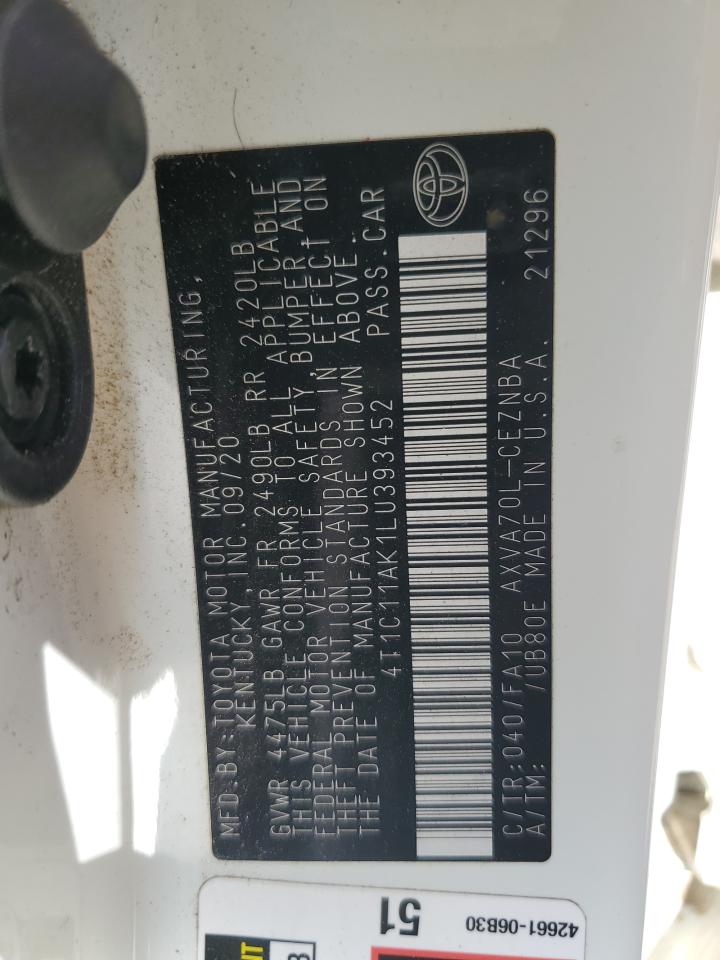 MFD.BY:TOYOTA MOTOR MANUFACTURING,
KENTUCKY, INC.09/20
GVWR 4475LB GAWR FR 2490LB RR 2420LB
THIS VEHICLE CONFORMS TO ALL APPLICABLE
FEDERAL MOTOR VEHICLE SAFETY,BUMPER,AND
THEFT PREVENTION STANDARDS IN EFFECT ON
THE DATE OF MANUFACTURE SHOWN ABOVE.
4T1C11AK1LU393452 PASS.CAR
C/TR:040/FA10 AXVA70L-CEZNBA
A/TM: /UB80E MADE IN U.S.A. 21296
51
42661-06B30